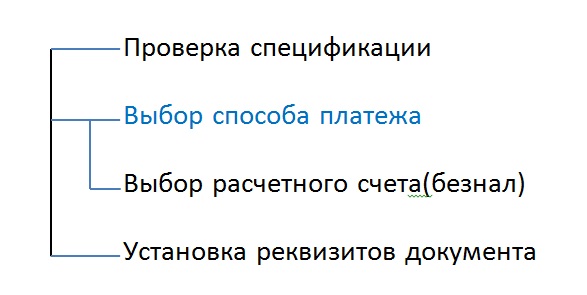 Проверка спецификации
Выбор способа платежа
Выбор расчетного счета(безнал)
Установка реквизитов документа